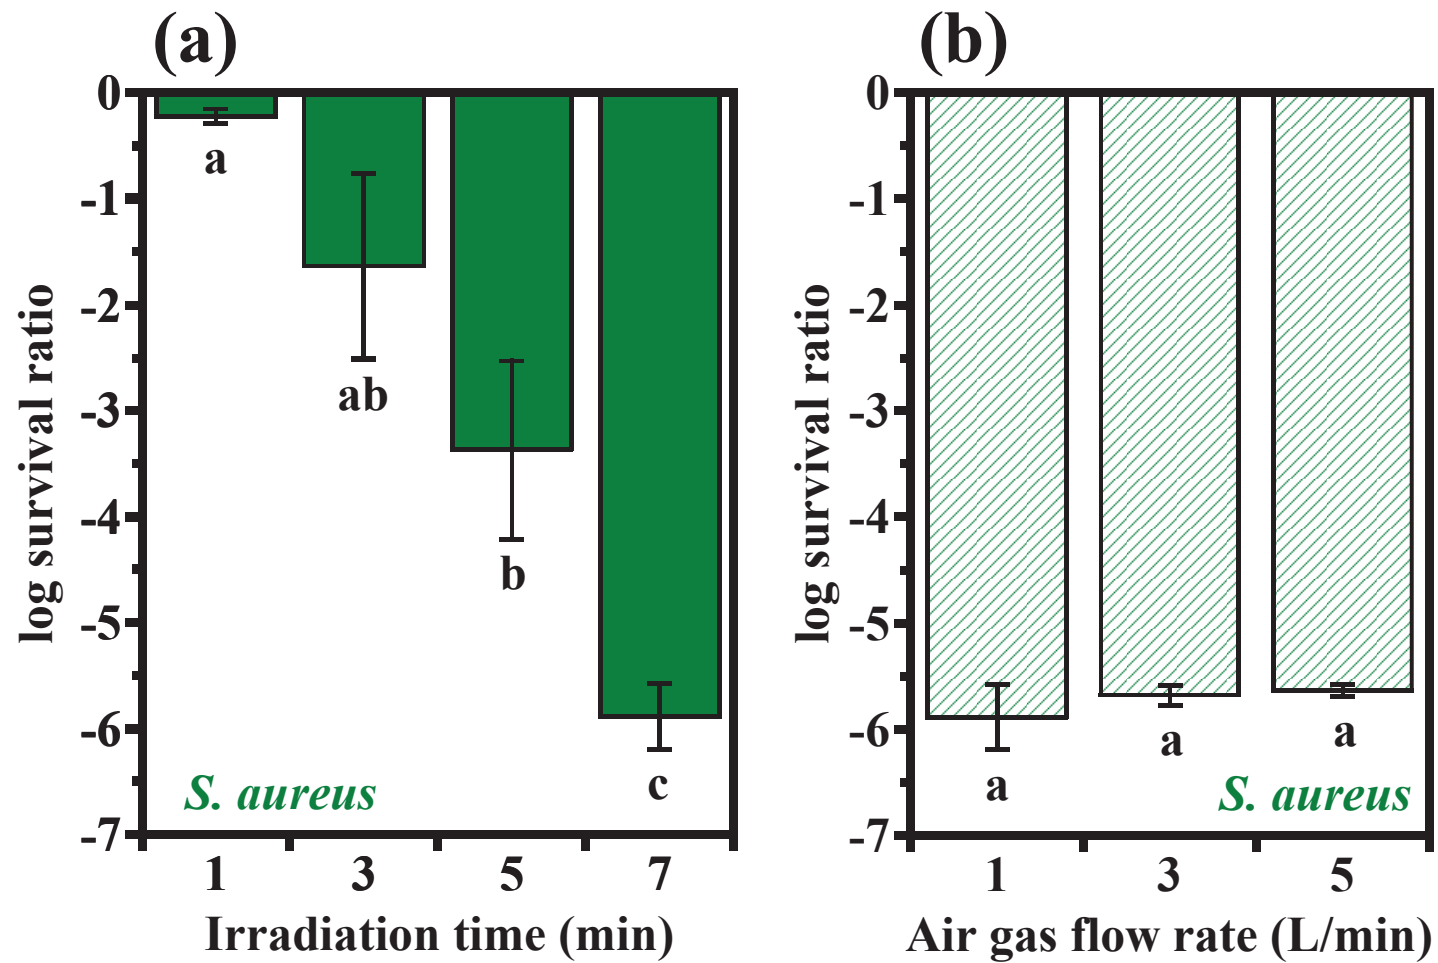 (a)
0
-1
-2
-3
-4
-5
-6
-7
log survival ratio
a
ab
b
c
S. aureus
1 3 5 7
Irradiation time (min)
(b)
0
-1
-2
-3
-4
-5
-6
-7
log survival ratio
a
a
a
S. aureus
1 3 5
Air gas flow rate (L/min)